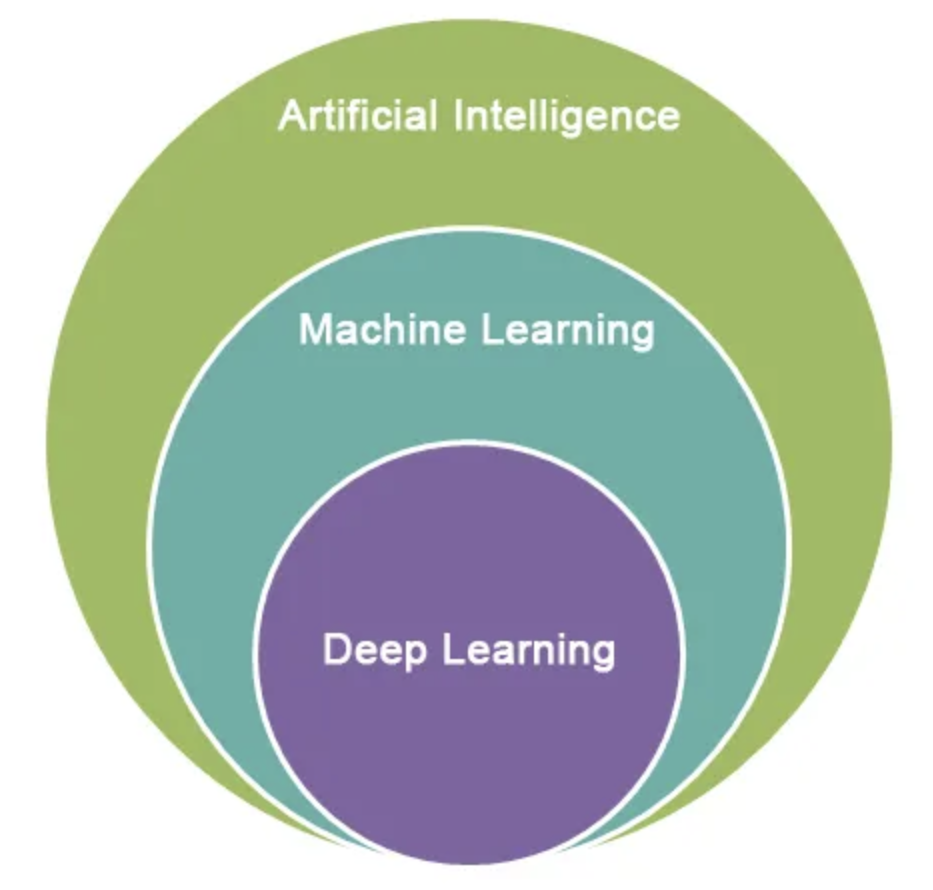 Artificial Intelligence
Machine Learning
Deep Learning